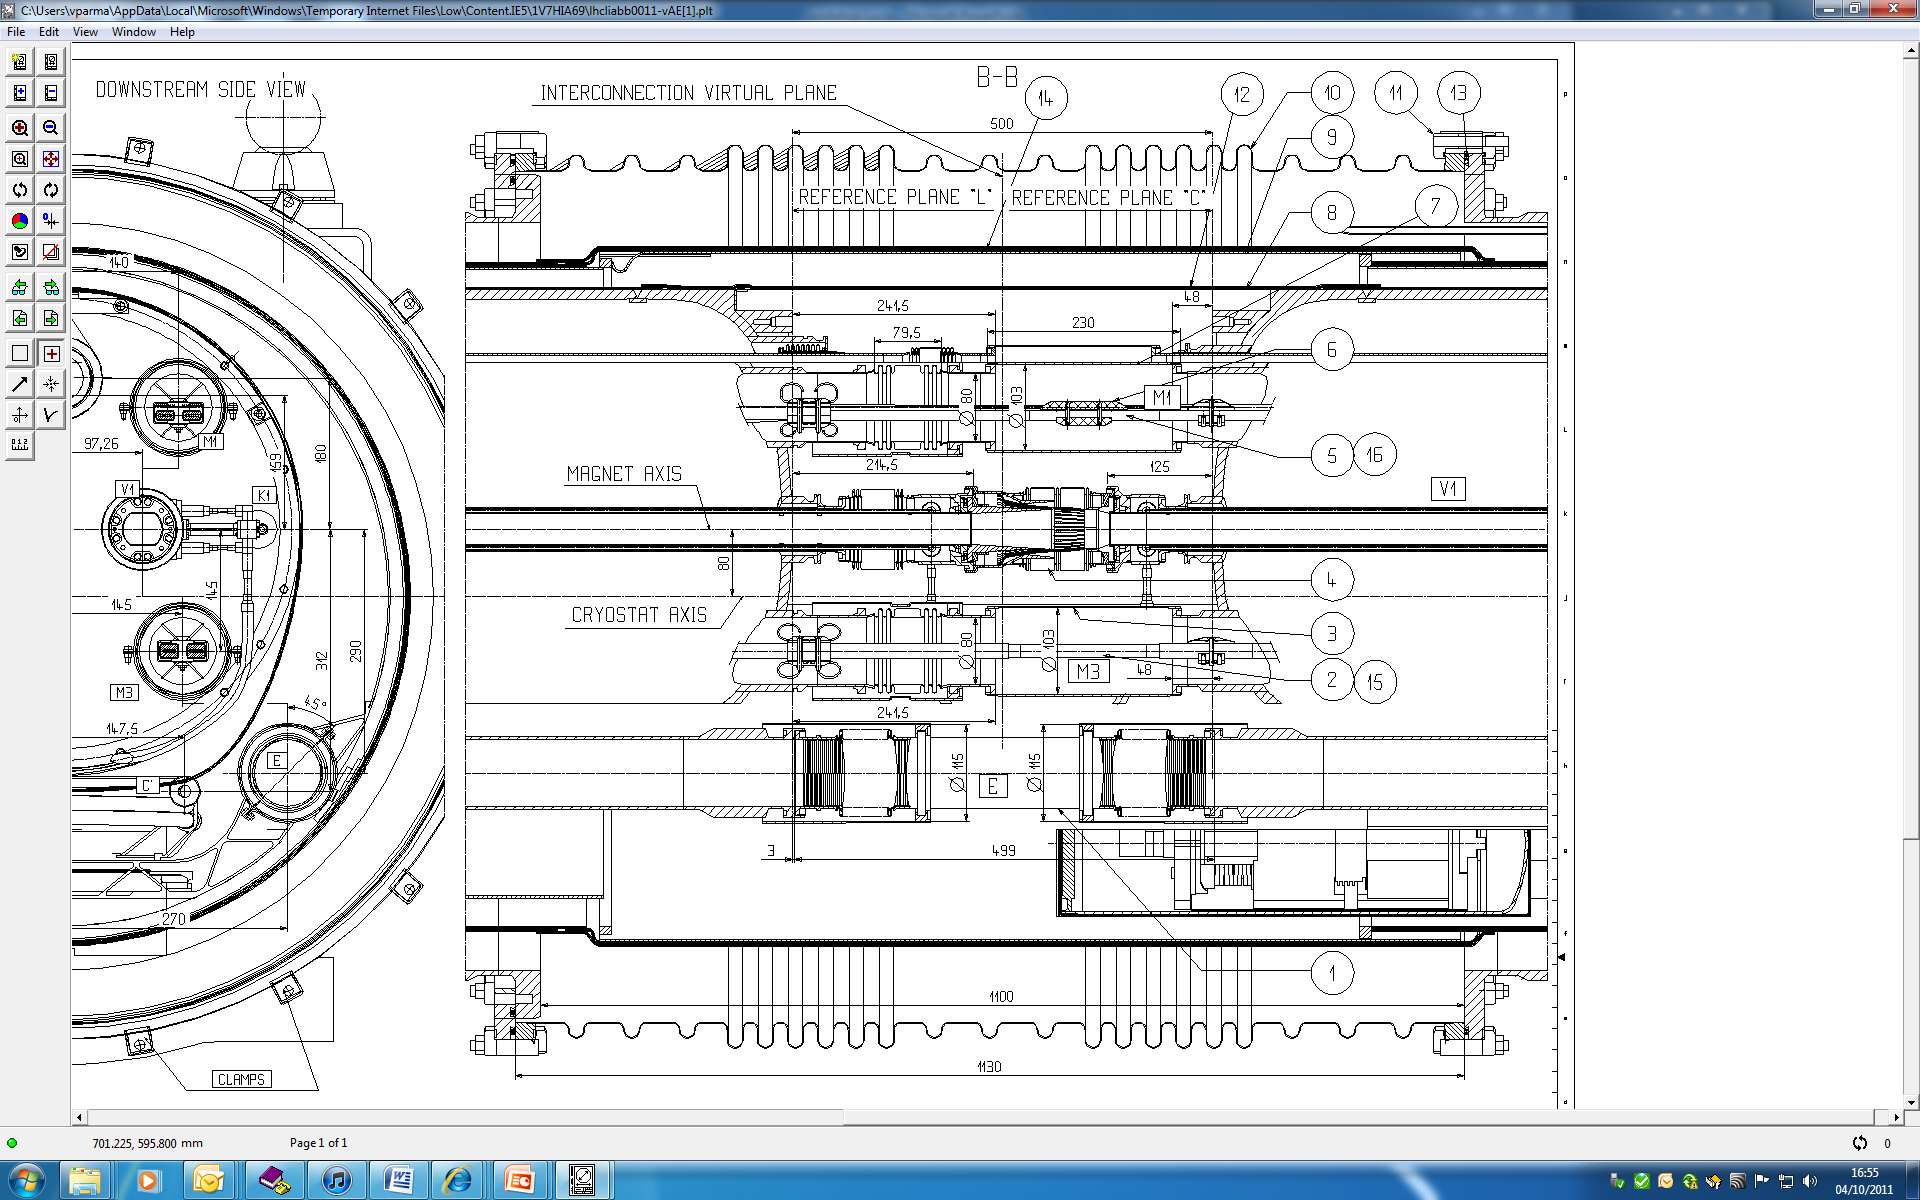 C:\Users\vparma\AppData\Local\Microsoft\Windows\Temporary Internet Files\Low\Content.IE5\1V7HIA69\lhcliabb0011-vAE[1].plt
File Edit View Window Help
DOWNSTREAM SIDE VIEW
INTERCONNECTION VIRTUAL PLANE
B-B
14
12
10
11
13
500
9
REFERENCE PLANE "L"
REFERENCE PLANE "C"
7
8
140
241,5
48
79,5
230
6
Ø 80
Ø 103
M1
M1
97,26
159
180
5
16
214,5
125
MAGNET AXIS
V1
K1
V1
80
4
145
145
CRYOSTAT AXIS
3
Ø 80
Ø 103
M3
48
2
15
M3
312
290
45°
241,5
147,5
E
C'
Ø 115
E
Ø 115
3
499
270
1
1100
1130
CLAMPS
701.225, 595.800 mm
Page 1 of 1
0
16:55
04/10/2011